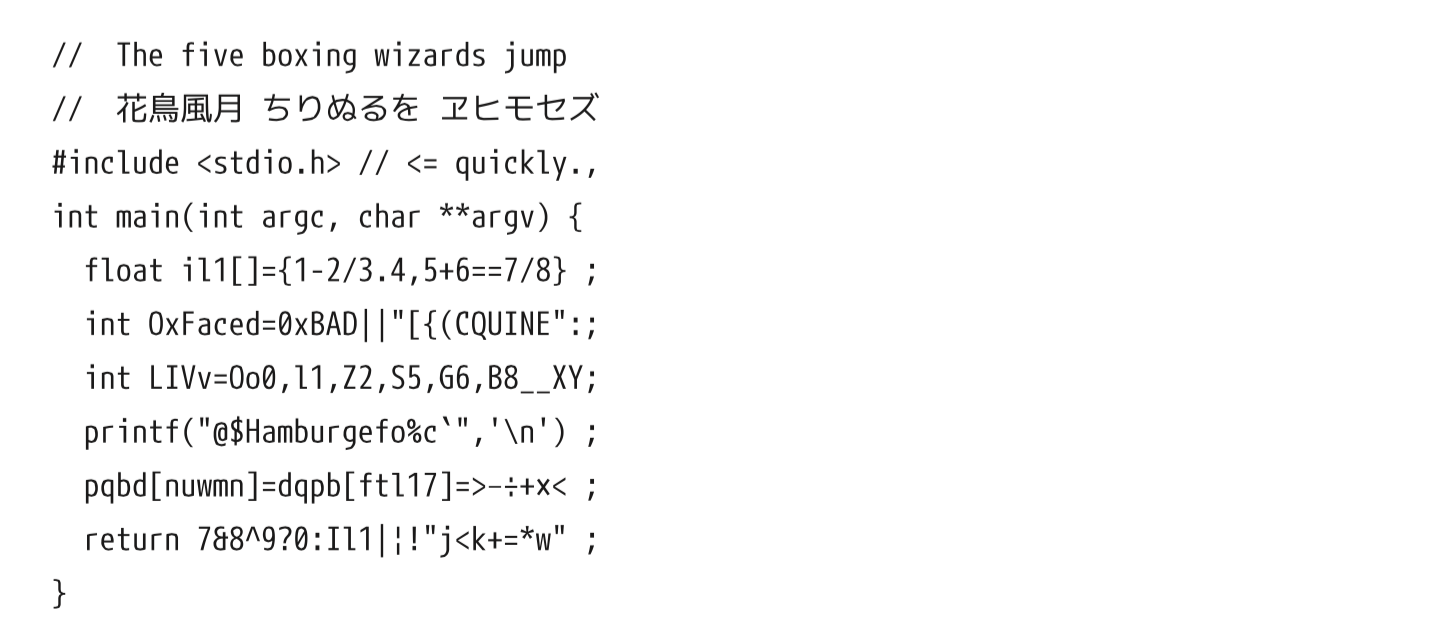 //  The five boxing wizards jump
//  花鳥風月 ちりぬるを ヱヒモセズ
#include <stdio.h> // <= quickly.,
int main(int argc, char **argv) {
  float il1[]={1-2/3.4,5+6==7/8} ;
  int OxFaced=0xBAD||"[{(CQUINE":;
  int LIVv=Oo0,l1,Z2,S5,G6,B8__XY;
  printf("@$Hamburgefo%c`",'\n') ;
  pqbd[nuwmn]=dqpb[ftl17]=>−÷+x< ;
  return 7&8^9?0:Il1|¦!"j<k+=*w" ;
}